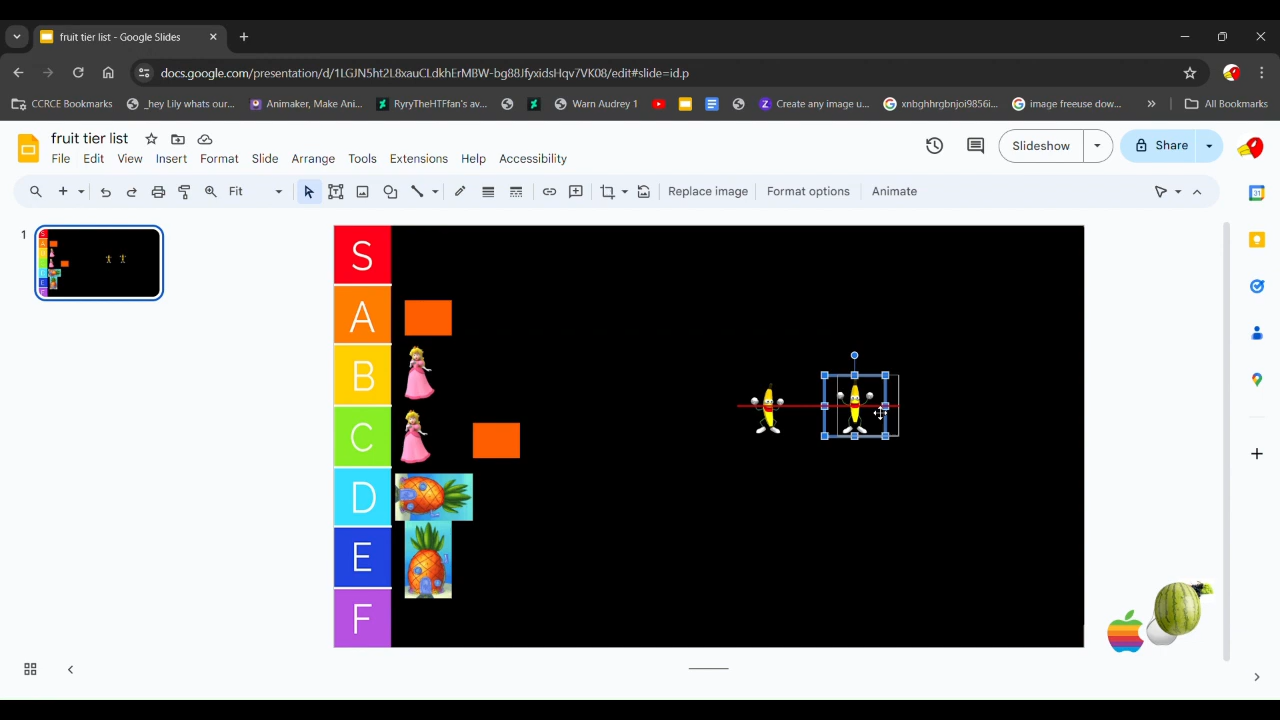 fruit tier list - Google Slides
docs.google.com/presentation/d/1LGJN5ht2L8xauCLdkhErMBW-bg88JfyxidsHqv7VK08/edit#slide=id.p
CCRCE Bookmarks _hey Lily whats our... Animaker, Make Ani... RyryTheHTFfan's av... Warn Audrey 1 Create any image u... xnbghhrgbnjoi9856i... image freeuse dow... All Bookmarks
fruit tier list
File Edit View Insert Format Slide Arrange Tools Extensions Help Accessibility
Slideshow Share
Fit Replace image Format options Animate
31
1
S
A
B
C
D
E
F